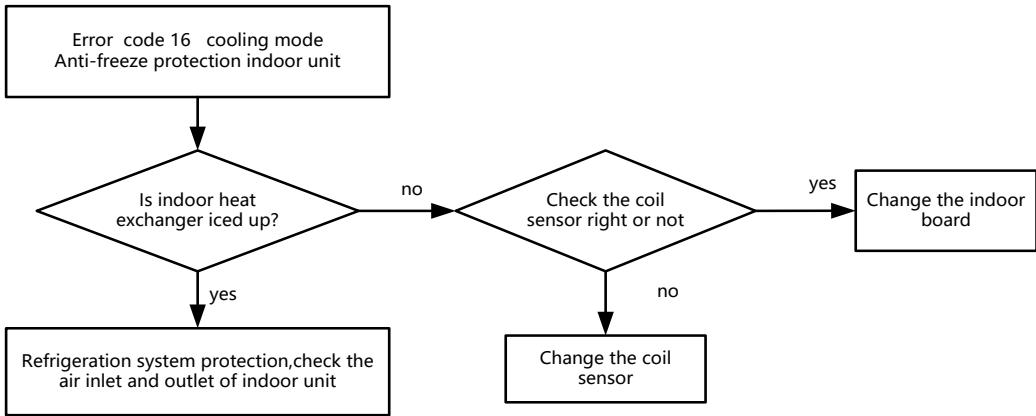 Error code 16 cooling mode
Anti-freeze protection indoor unit
Is indoor heat
exchanger iced up?
no
Check the coil
sensor right or not
yes
Change the indoor
board
yes
no
Refrigeration system protection,check the
air inlet and outlet of indoor unit
Change the coil
sensor